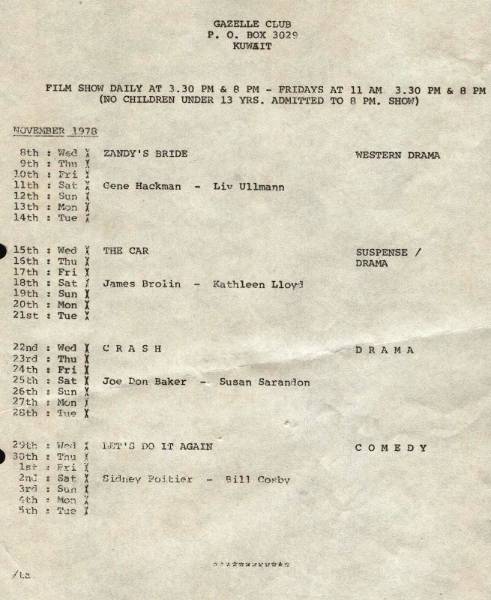 GAZELLE CLUB
P. O. BOX 3029
KUWAIT
FILM SHOW DAILY AT 3.30 PM & 8 PM - FRIDAYS AT 11 AM 3.30 PM & 8 PM
(NO CHILDREN UNDER 13 YRS. ADMITTED TO 8 PM. SHOW)
NOVEMBER 1978
8th : Wed ZANDY'S BRIDE WESTERN DRAMA
9th : Thu
10th : Fri
11th : Sat Gene Hackman - Liv Ullmann
12th : Sun
13th : Mon
14th : Tue
15th : Wed THE CAR SUSPENSE /
16th : Thu DRAMA
17th : Fri
18th : Sat James Brolin - Kathleen Lloyd
19th : Sun
20th : Mon
21st : Tue
22nd : Wed C R A S H D R A M A
23rd : Thu
24th : Fri
25th : Sat Joe Don Baker - Susan Sarandon
26th : Sun
27th : Mon
28th : Tue
29th : Wed LET'S DO IT AGAIN C O M E D Y
30th : Thu
1st : Fri
2nd : Sat Sidney Poitier - Bill Cosby
3rd : Sun
4th : Mon
5th : Tue
************
/ta